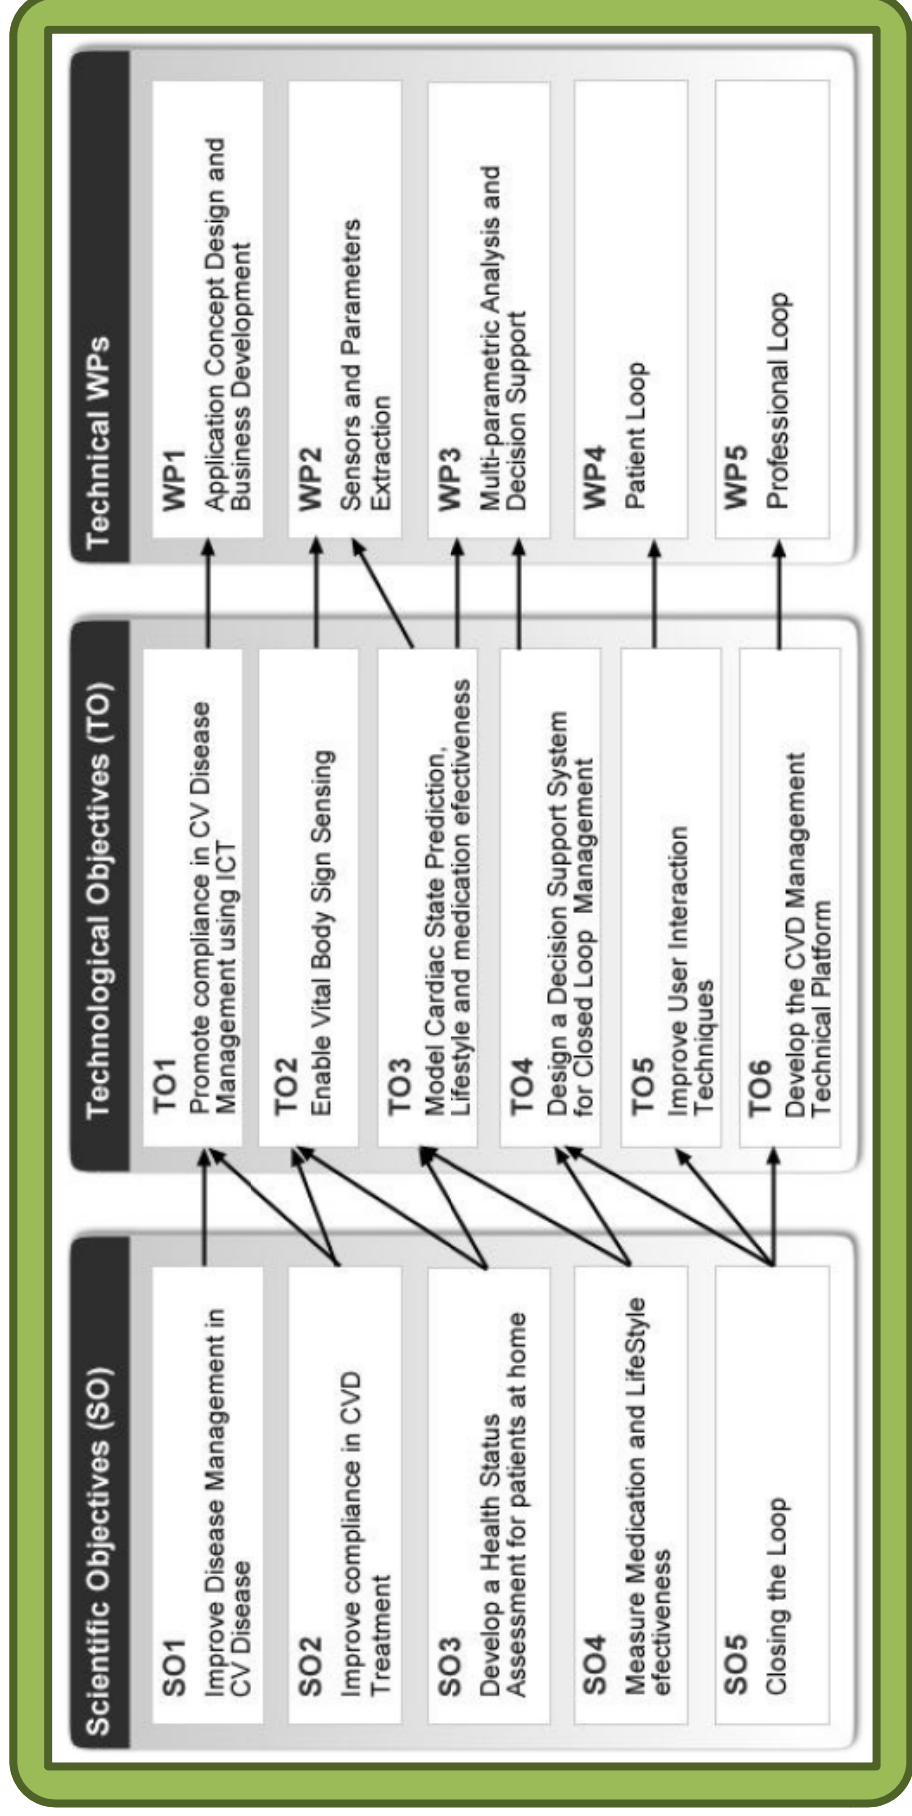 Scientific Objectives (SO)
SO1
Improve Disease Management in
CV Disease
SO2
Improve compliance in CVD
Treatment
SO3
Develop a Health Status
Assessment for patients at home
SO4
Measure Medication and LifeStyle
efectiveness
SO5
Closing the Loop
Technological Objectives (TO)
TO1
Promote compliance in CV Disease
Management using ICT
TO2
Enable Vital Body Sign Sensing
TO3
Model Cardiac State Prediction,
Lifestyle and medication efectiveness
TO4
Design a Decision Support System
for Closed Loop Management
TO5
Improve User Interaction
Techniques
TO6
Develop the CVD Management
Technical Platform
Technical WPs
WP1
Application Concept Design and
Business Development
WP2
Sensors and Parameters
Extraction
WP3
Multi-parametric Analysis and
Decision Support
WP4
Patient Loop
WP5
Professional Loop